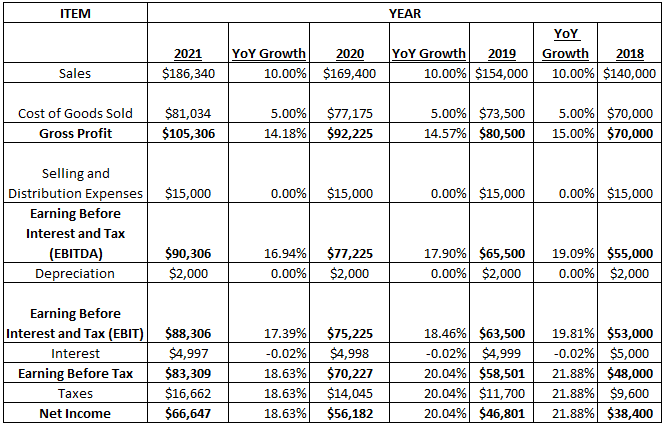 ITEM YEAR
YoY
2021 YoY Growth 2020 YoY Growth 2019 Growth 2018
Sales $186,340 10.00% $169,400 10.00% $154,000 10.00% $140,000
Cost of Goods Sold $81,034 5.00% $77,175 5.00% $73,500 5.00% $70,000
Gross Profit $105,306 14.18% $92,225 14.57% $80,500 15.00% $70,000
Selling and
Distribution Expenses $15,000 0.00% $15,000 0.00% $15,000 0.00% $15,000
Earning Before
Interest and Tax
(EBITDA) $90,306 16.94% $77,225 17.90% $65,500 19.09% $55,000
Depreciation $2,000 0.00% $2,000 0.00% $2,000 0.00% $2,000
Earning Before
Interest and Tax (EBIT) $88,306 17.39% $75,225 18.46% $63,500 19.81% $53,000
Interest $4,997 -0.02% $4,998 -0.02% $4,999 -0.02% $5,000
Earning Before Tax $83,309 18.63% $70,227 20.04% $58,501 21.88% $48,000
Taxes $16,662 18.63% $14,045 20.04% $11,700 21.88% $9,600
Net Income $66,647 18.63% $56,182 20.04% $46,801 21.88% $38,400